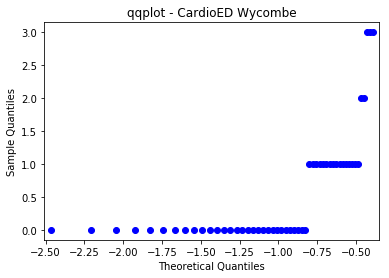 qqplot - CardioED Wycombe
3.0
2.5
2.0
1.5
1.0
0.5
0.0
Sample Quantiles
−2.50 −2.25 −2.00 −1.75 −1.50 −1.25 −1.00 −0.75 −0.50
Theoretical Quantiles